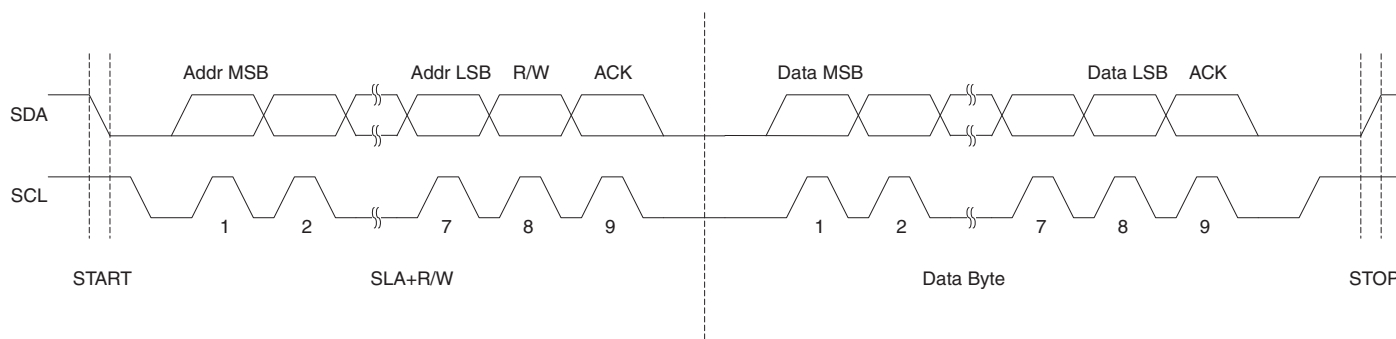 Addr MSB Addr LSB R/W ACK Data MSB Data LSB ACK
SDA
SCL
1 2 7 8 9 1 2 7 8 9
START SLA+R/W Data Byte STOP